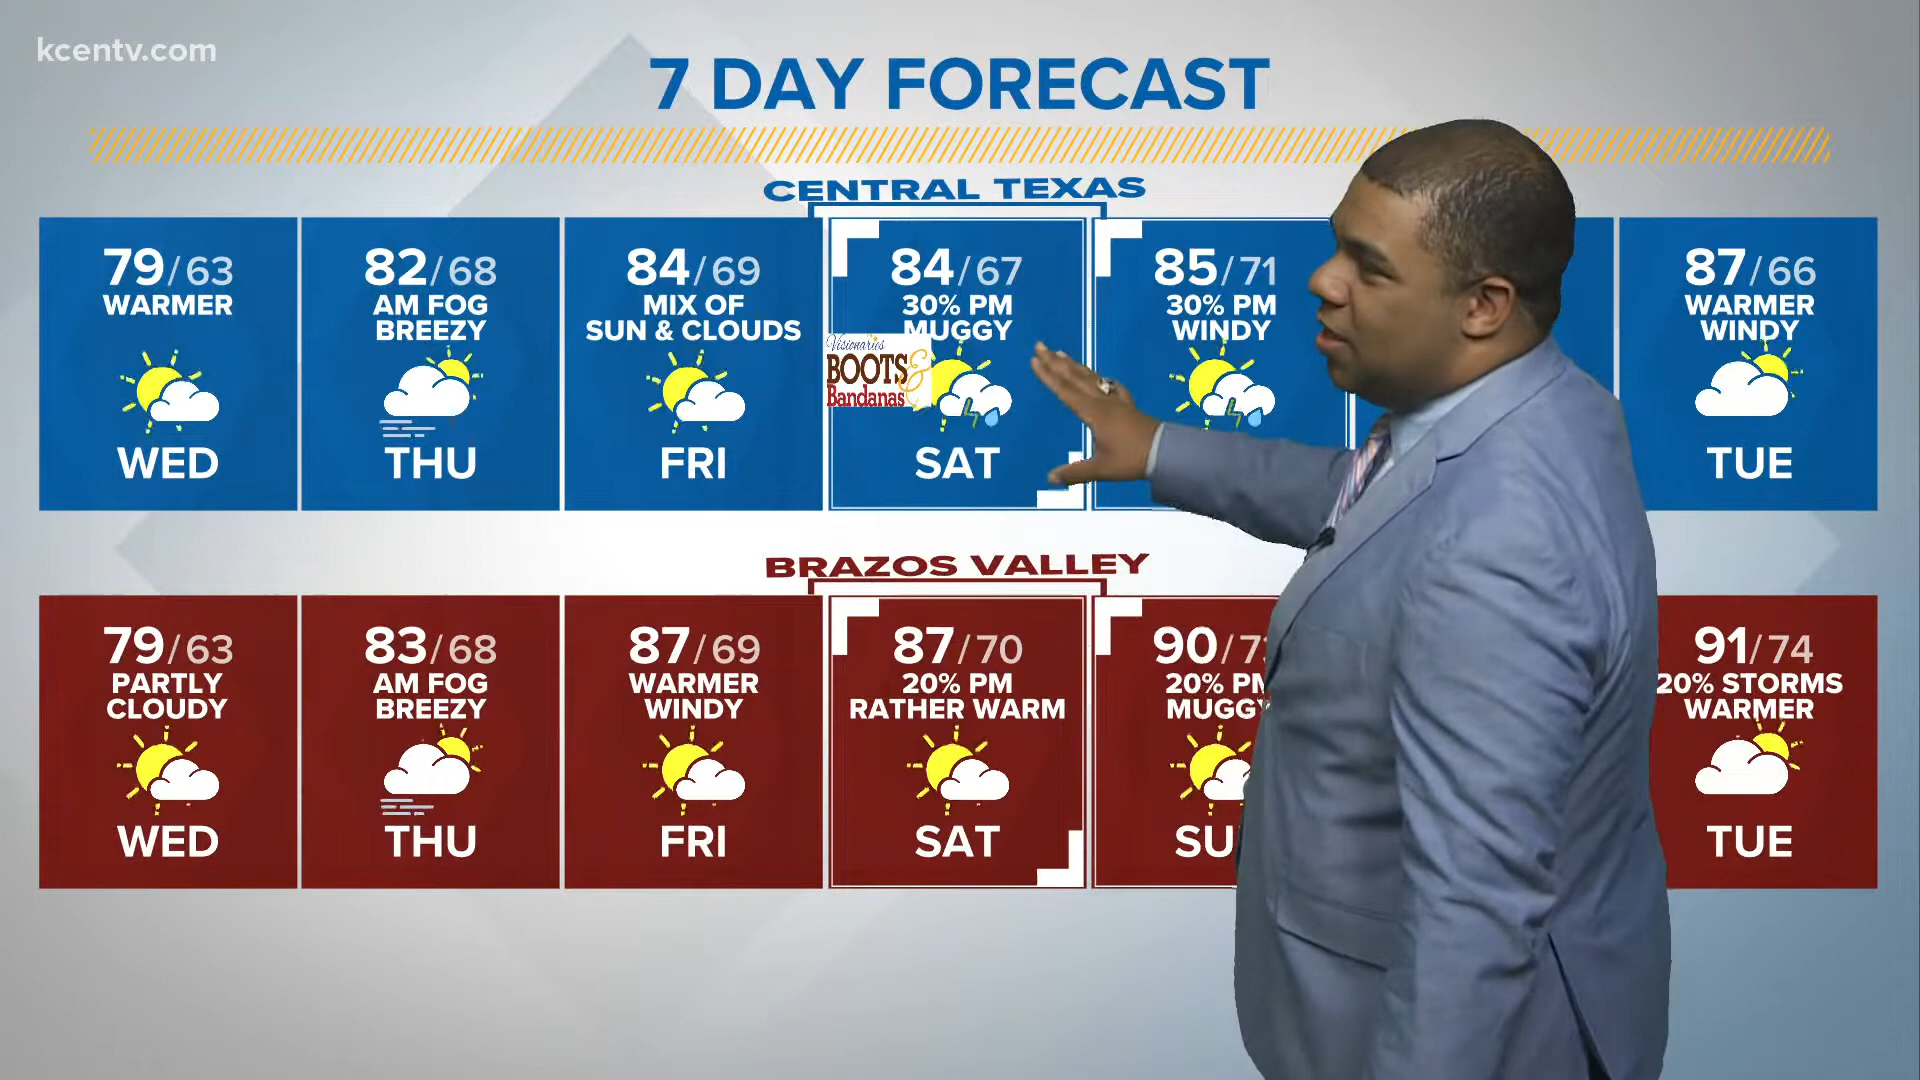 kcentv.com
7 DAY FORECAST
CENTRAL TEXAS
79/63
WARMER
WED
82/68
AM FOG
BREEZY
THU
84/69
MIX OF
SUN & CLOUDS
FRI
84/67
30% PM
MUGGY
Visionaries
BOOTS &
Bandanas
SAT
85/71
30% PM
WINDY
87/66
WARMER
WINDY
TUE
BRAZOS VALLEY
79/63
PARTLY
CLOUDY
WED
83/68
AM FOG
BREEZY
THU
87/69
WARMER
WINDY
FRI
87/70
20% PM
RATHER WARM
SAT
90/7
20% PM
MUGGY
SU
91/74
20% STORMS
WARMER
TUE